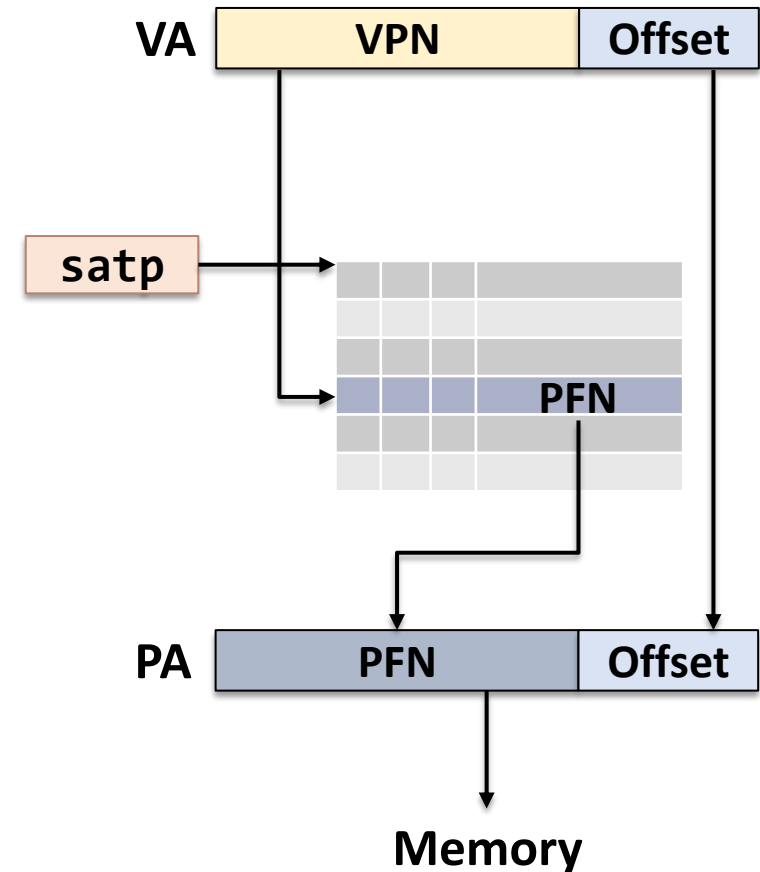 VA VPN Offset
satp
PFN
PA PFN Offset
Memory